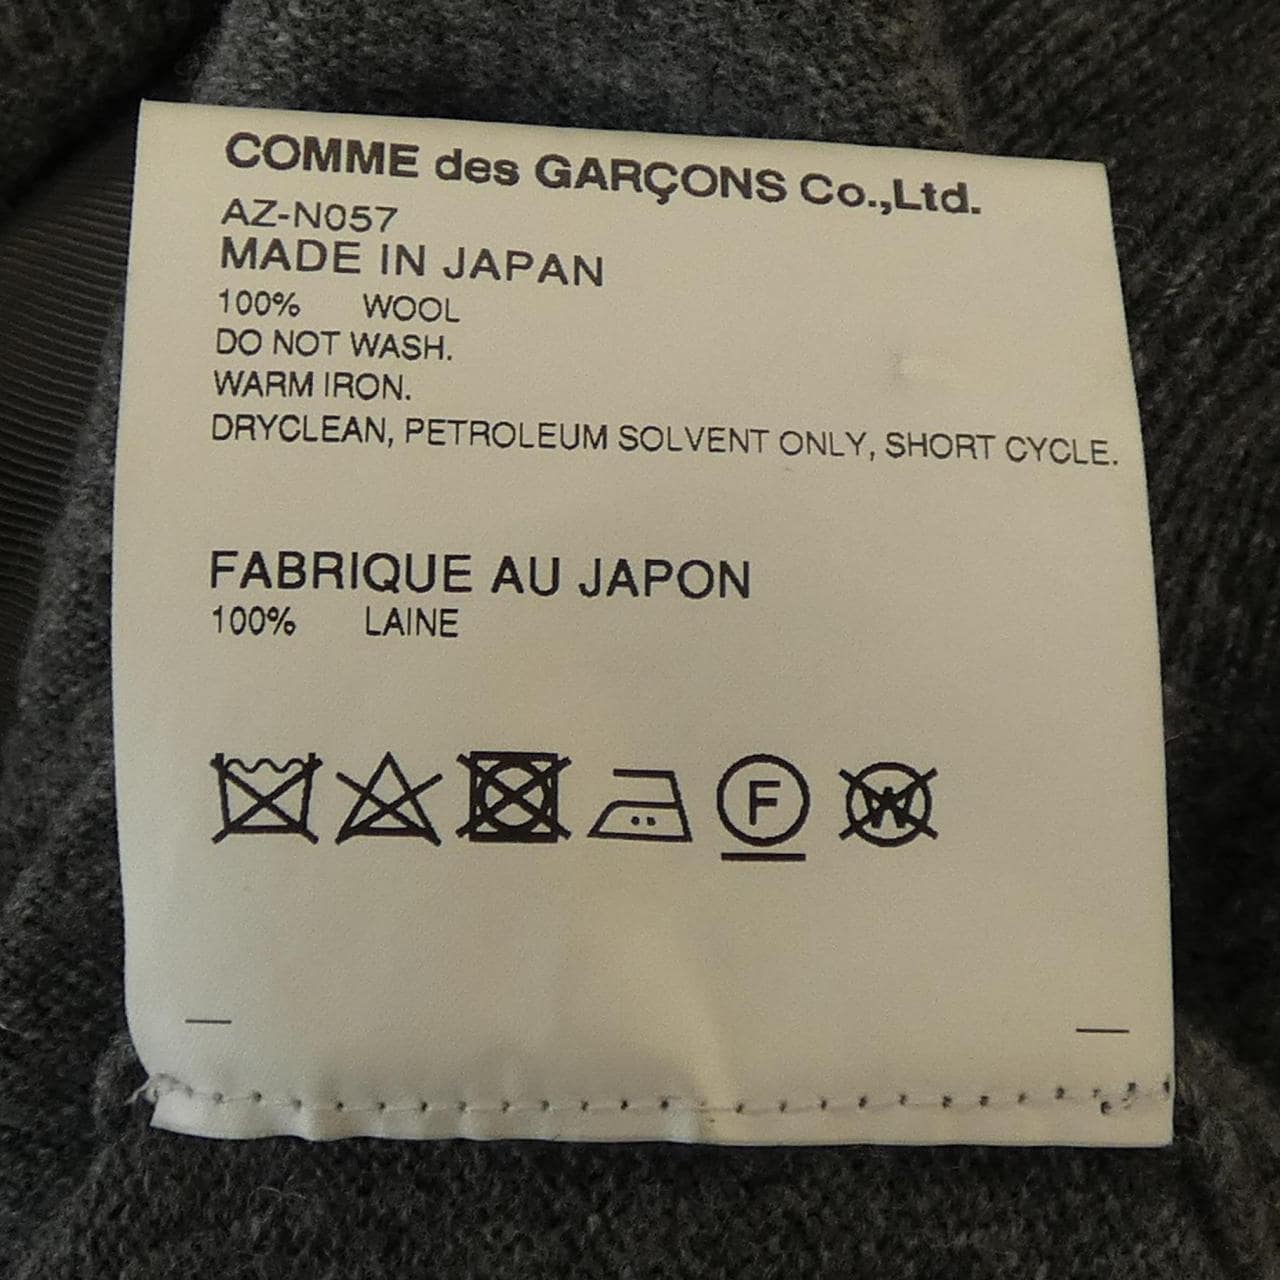 COMME des GARÇONS Co.,Ltd.
AZ-N057
MADE IN JAPAN
100% WOOL
DO NOT WASH.
WARM IRON.
DRYCLEAN, PETROLEUM SOLVENT ONLY, SHORT CYCLE.
FABRIQUE AU JAPON
100% LAINE
F W